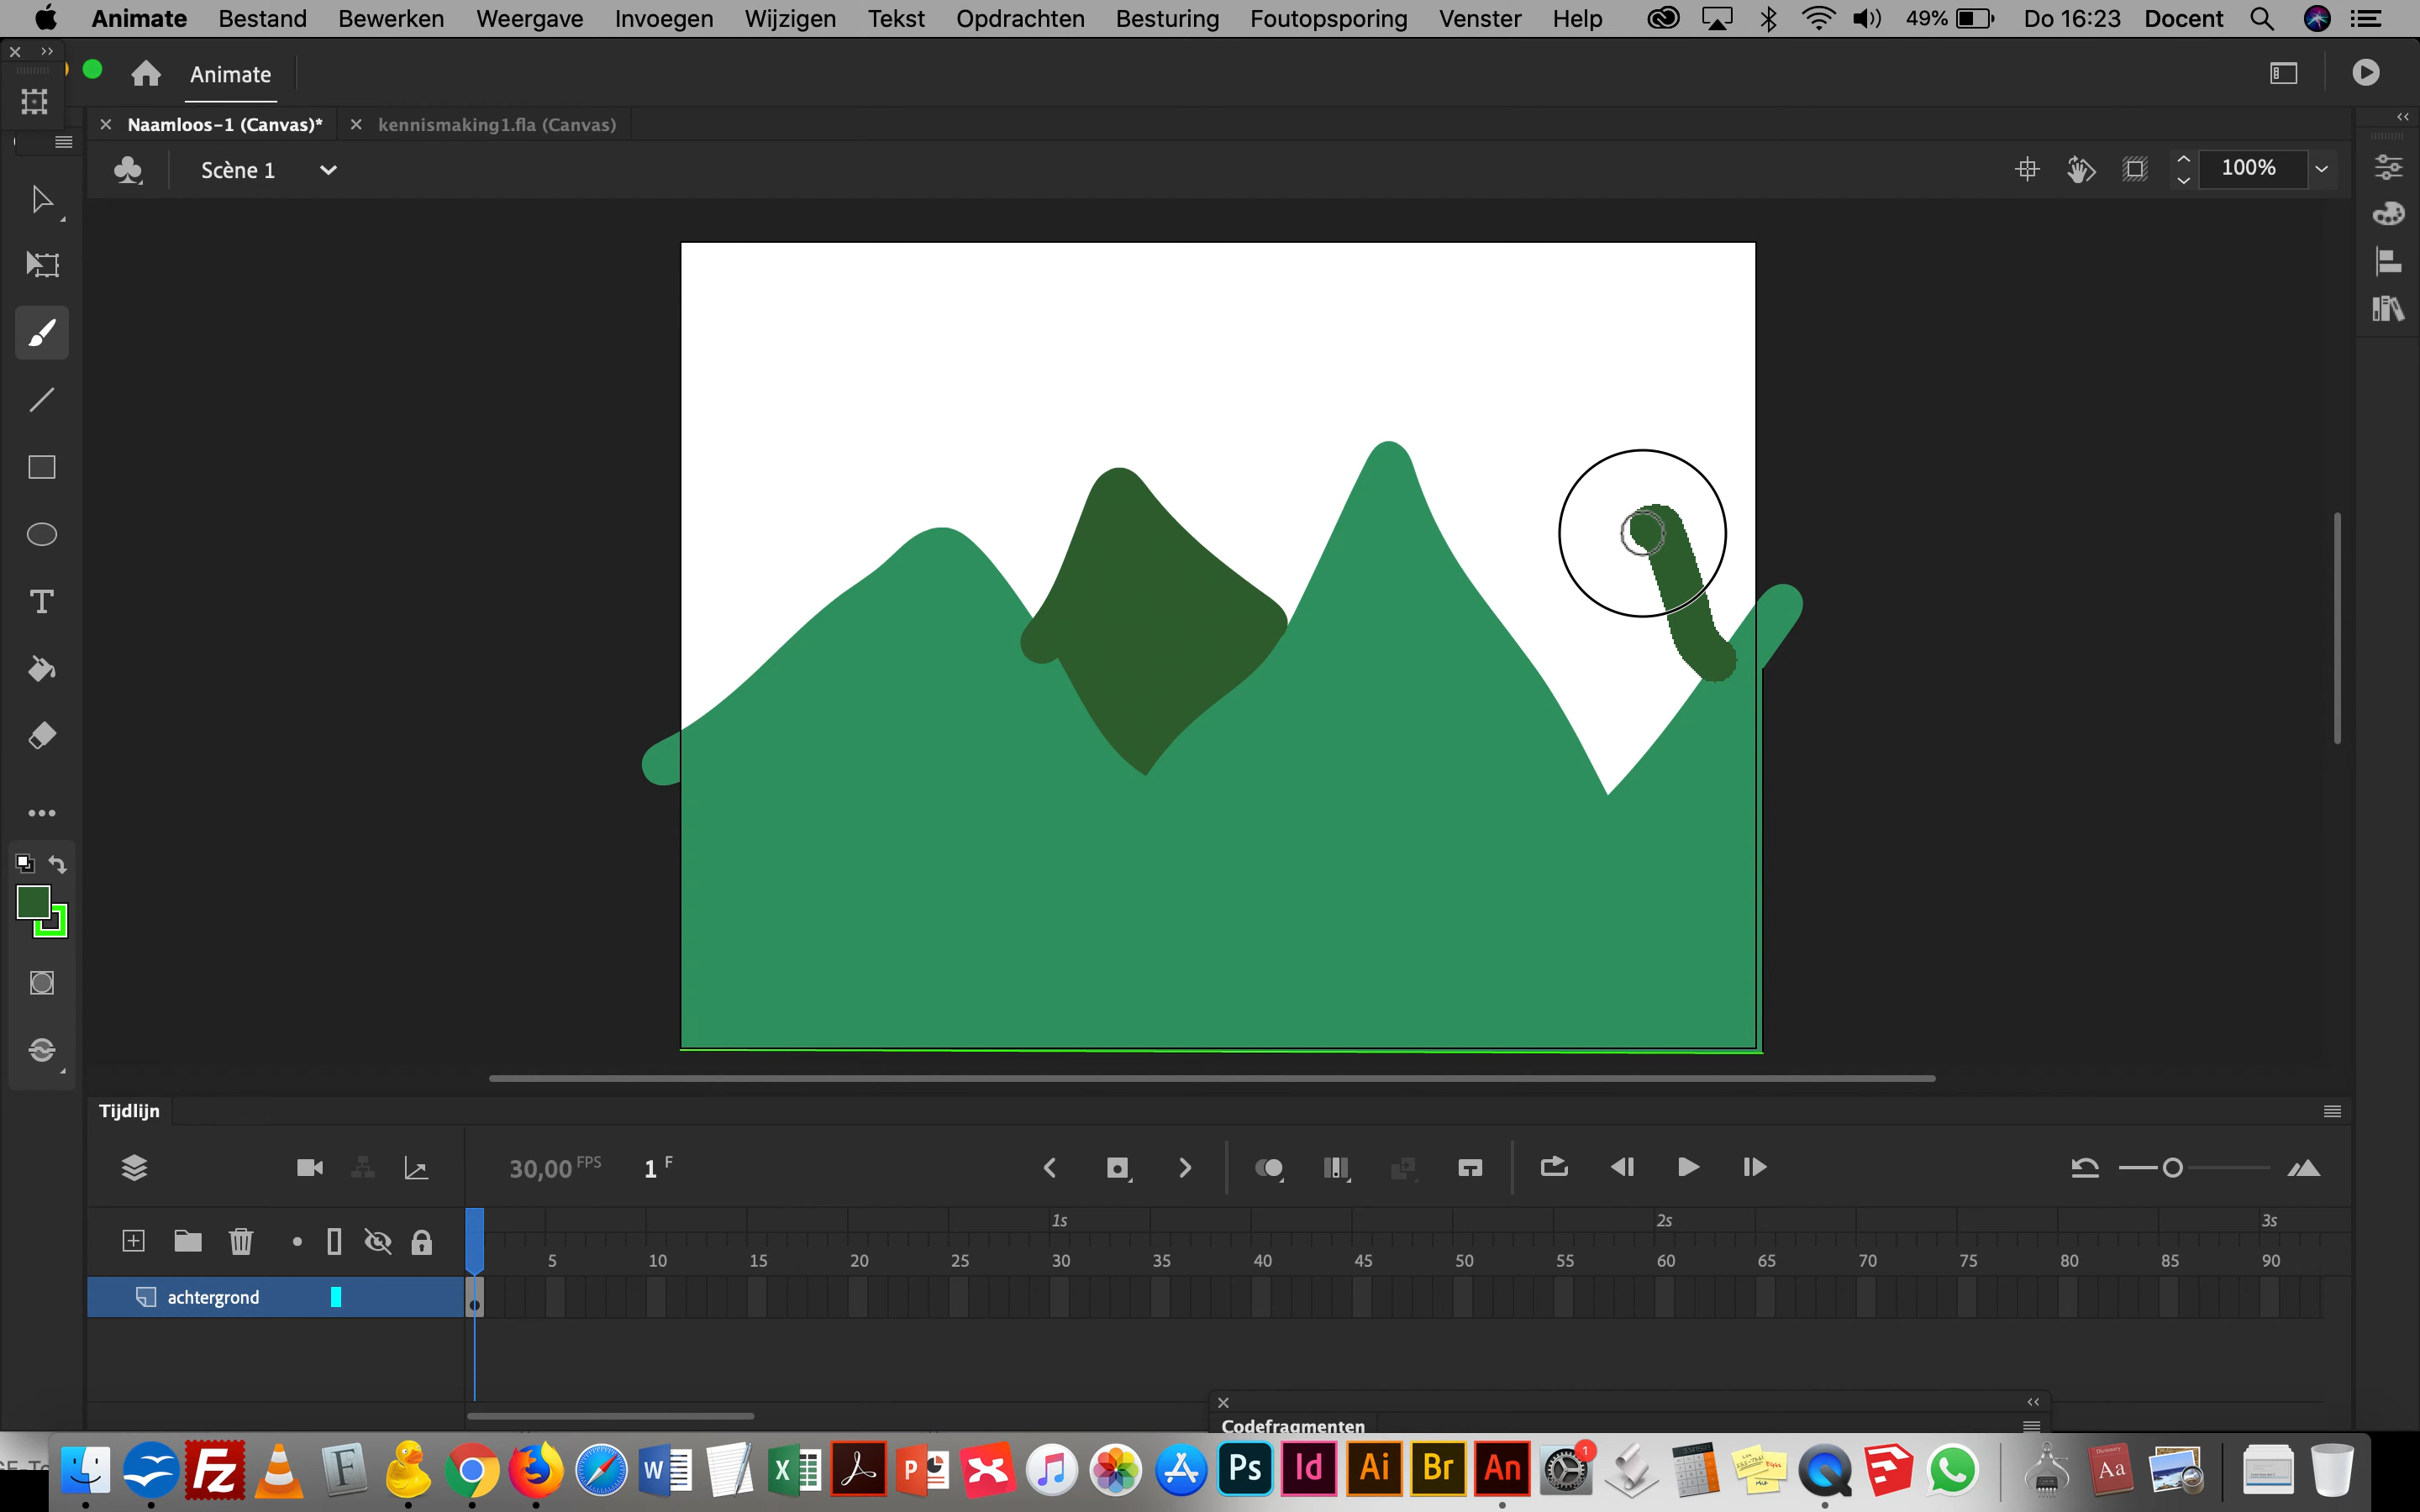 Animate Bestand Bewerken Weergave Invoegen Wijzigen Tekst Opdrachten Besturing Foutopsporing Venster Help 49% Do 16:23 Docent
Animate
Naamloos-1 (Canvas)* kennismaking1.fla (Canvas)
Scène 1 100%
T
Tijdlijn
30,00 FPS 1 F
1s 2s 3s
5 10 15 20 25 30 35 40 45 50 55 60 65 70 75 80 85 90
achtergrond
Codefragmenten
Fz F W X P Ps Id Ai Br An 1 Aa